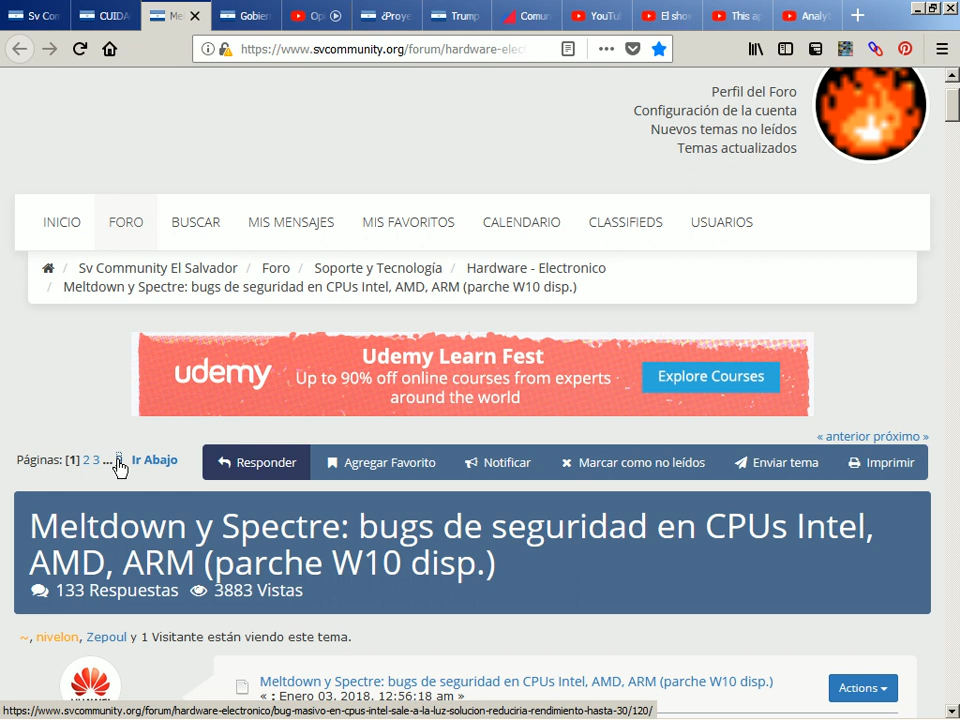 Sv Com
CUIDA
Me
Gobier
Op
¿Proye
Trump
Comun
YouTu
El show
This ap
Analyt
https://www.svcommunity.org/forum/hardware-elec
Perfil del Foro
Configuración de la cuenta
Nuevos temas no leídos
Temas actualizados
INICIO FORO BUSCAR MIS MENSAJES MIS FAVORITOS CALENDARIO CLASSIFIEDS USUARIOS
/ Sv Community El Salvador / Foro / Soporte y Tecnología / Hardware - Electronico
/ Meltdown y Spectre: bugs de seguridad en CPUs Intel, AMD, ARM (parche W10 disp.)
Udemy Learn Fest
udemy
Up to 90% off online courses from experts
around the world
Explore Courses
« anterior próximo »
Páginas: [1] 2 3 ... Ir Abajo
Responder Agregar Favorito Notificar Marcar como no leídos Enviar tema Imprimir
Meltdown y Spectre: bugs de seguridad en CPUs Intel,
AMD, ARM (parche W10 disp.)
133 Respuestas 3883 Vistas
~, nivelon, Zepoul y 1 Visitante están viendo este tema.
Meltdown y Spectre: bugs de seguridad en CPUs Intel, AMD, ARM (parche W10 disp.)
« : Enero 03, 2018, 12:56:18 am »
Actions
https://www.svcommunity.org/forum/hardware-electronico/bug-masivo-en-cpus-intel-sale-a-la-luz-solucion-reduciria-rendimiento-hasta-30/120/